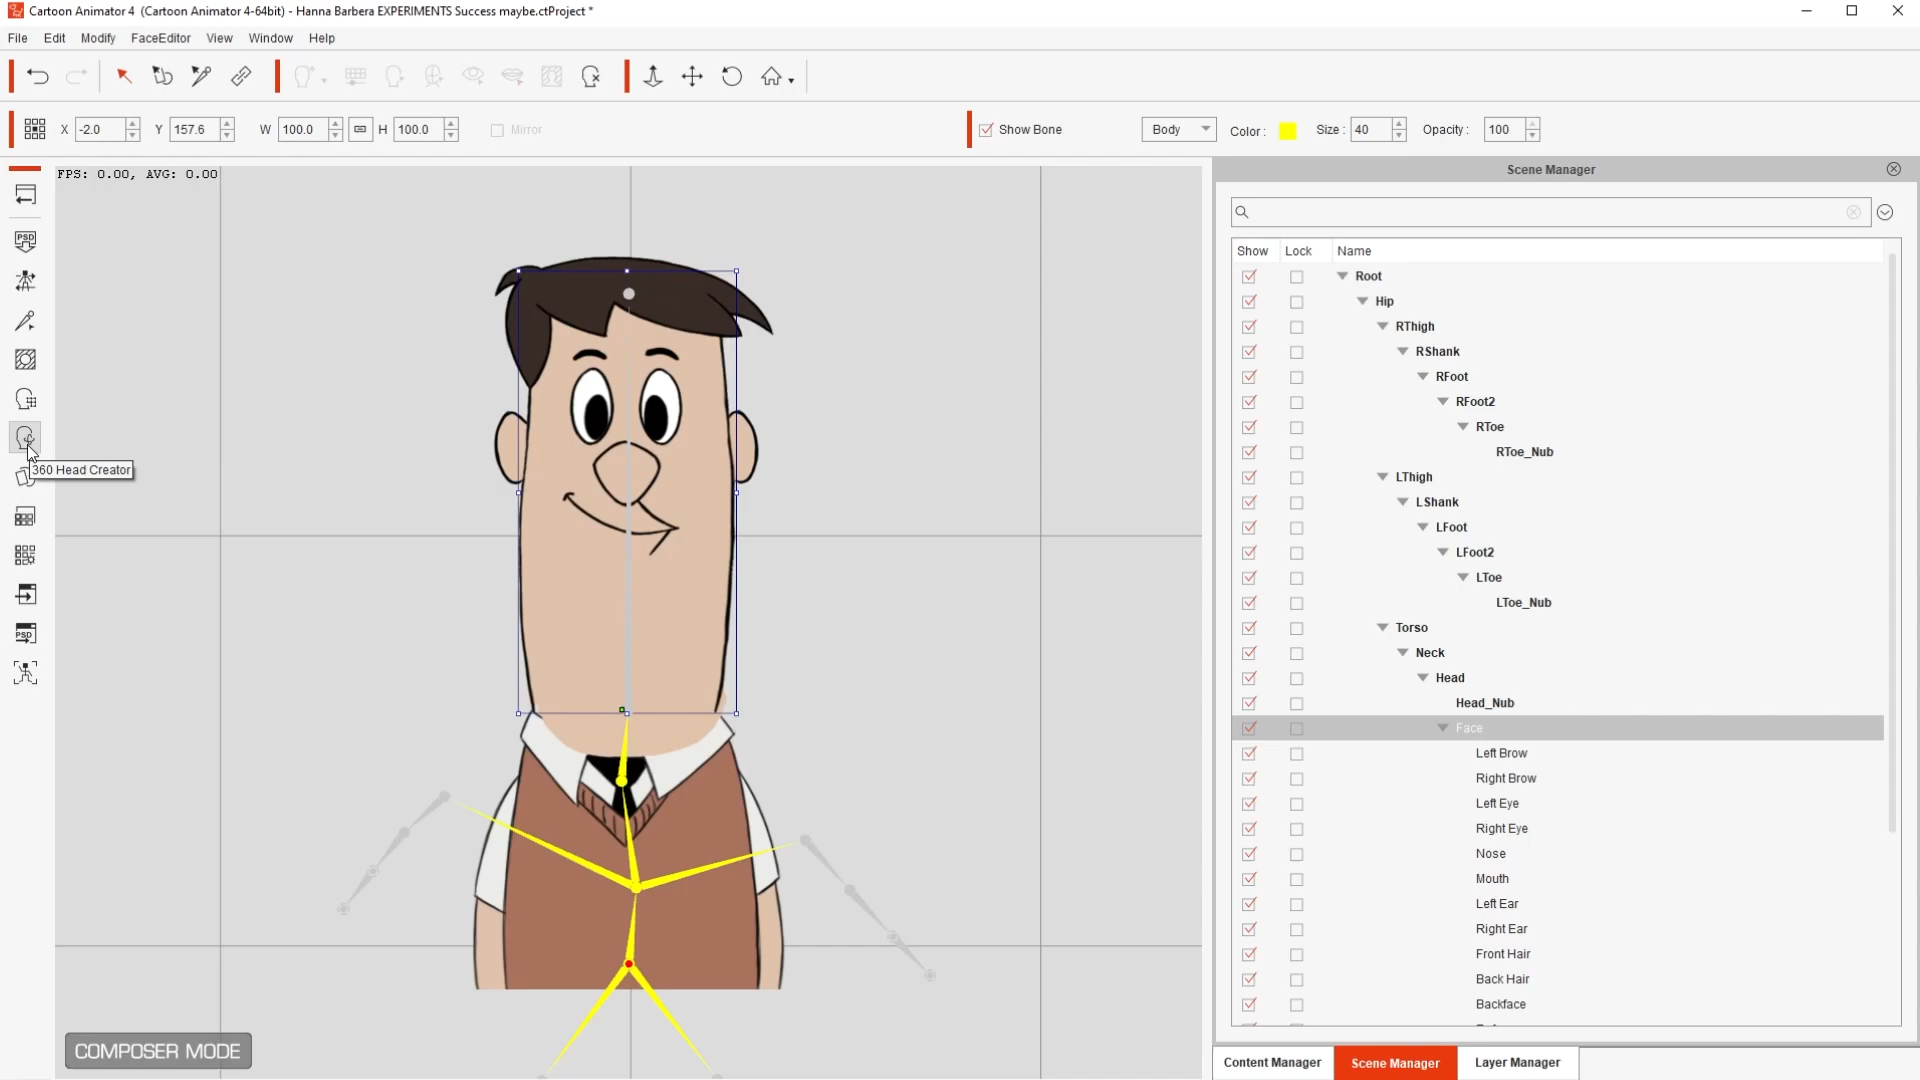 Cartoon Animator 4 (Cartoon Animator 4-64bit) - Hanna Barbera EXPERIMENTS Success maybe.ctProject *
File Edit Modify FaceEditor View Window Help
X -2.0 Y 157.6 W 100.0 H 100.0 Mirror Show Bone Body Color : Size : 40 Opacity : 100
FPS: 0.00, AVG: 0.00
Scene Manager
Show Lock Name
Root
Hip
RThigh
RShank
RFoot
RFoot2
RToe
RToe_Nub
LThigh
LShank
LFoot
LFoot2
LToe
LToe_Nub
Torso
Neck
Head
Head_Nub
Face
Left Brow
Right Brow
Left Eye
Right Eye
Nose
Mouth
Left Ear
Right Ear
Front Hair
Back Hair
Backface
PSD
360 Head Creator
PSD
COMPOSER MODE
Content Manager Scene Manager Layer Manager